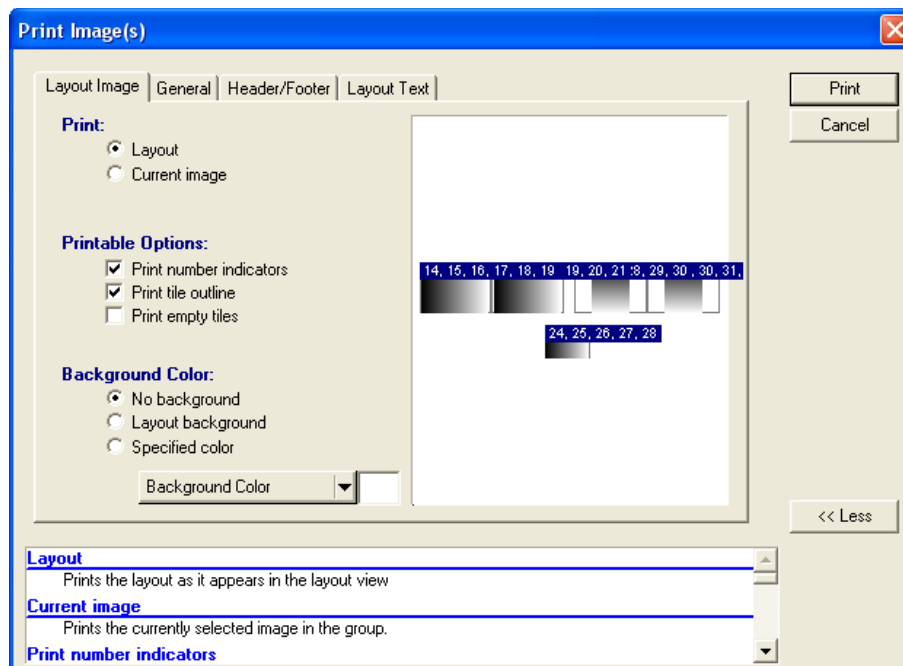 Print Image(s)
Layout Image General Header/Footer Layout Text
Print
Cancel
Print:
Layout
Current image
Printable Options:
Print number indicators
Print tile outline
Print empty tiles
14, 15, 16, 17, 18, 19 19, 20, 21 :8, 29, 30 , 30, 31,
24, 25, 26, 27, 28
Background Color:
No background
Layout background
Specified color
Background Color
<< Less
Layout
Prints the layout as it appears in the layout view
Current image
Prints the currently selected image in the group.
Print number indicators